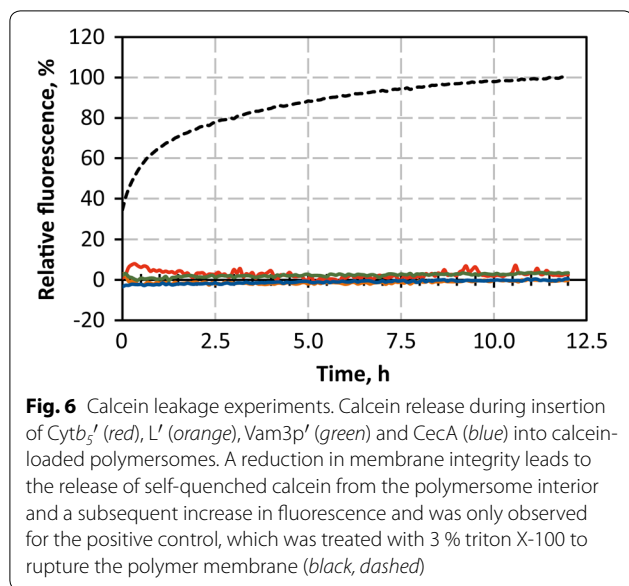 120
100
80
60
40
20
0
-20
Relative fluorescence, %
0 2.5 5.0 7.5 10.0 12.5
Time, h
Fig. 6 Calcein leakage experiments. Calcein release during insertion
of Cytb₅′ (red), L′ (orange), Vam3p′ (green) and CecA (blue) into calcein-
loaded polymersomes. A reduction in membrane integrity leads to
the release of self-quenched calcein from the polymersome interior
and a subsequent increase in fluorescence and was only observed
for the positive control, which was treated with 3 % triton X-100 to
rupture the polymer membrane (black, dashed)